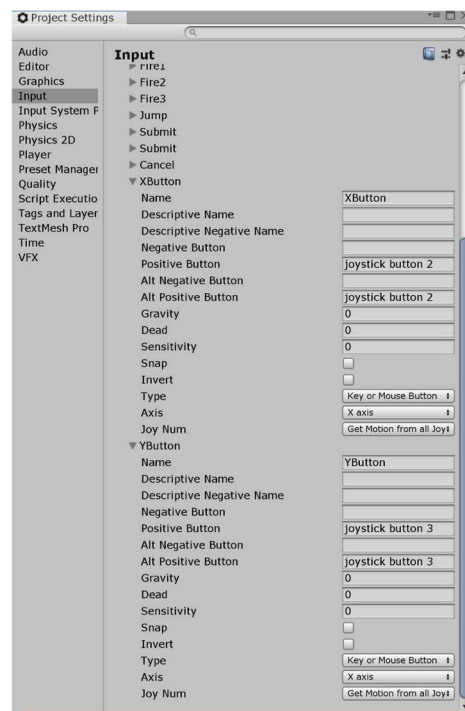 Project Settings
Audio
Editor
Graphics
Input
Input System P
Physics
Physics 2D
Player
Preset Manager
Quality
Script Executio
Tags and Layer
TextMesh Pro
Time
VFX
Input
Fire1
Fire2
Fire3
Jump
Submit
Submit
Cancel
XButton
Name XButton
Descriptive Name
Descriptive Negative Name
Negative Button
Positive Button joystick button 2
Alt Negative Button
Alt Positive Button joystick button 2
Gravity 0
Dead 0
Sensitivity 0
Snap
Invert
Type Key or Mouse Button
Axis X axis
Joy Num Get Motion from all Joy
YButton
Name YButton
Descriptive Name
Descriptive Negative Name
Negative Button
Positive Button joystick button 3
Alt Negative Button
Alt Positive Button joystick button 3
Gravity 0
Dead 0
Sensitivity 0
Snap
Invert
Type Key or Mouse Button
Axis X axis
Joy Num Get Motion from all Joy